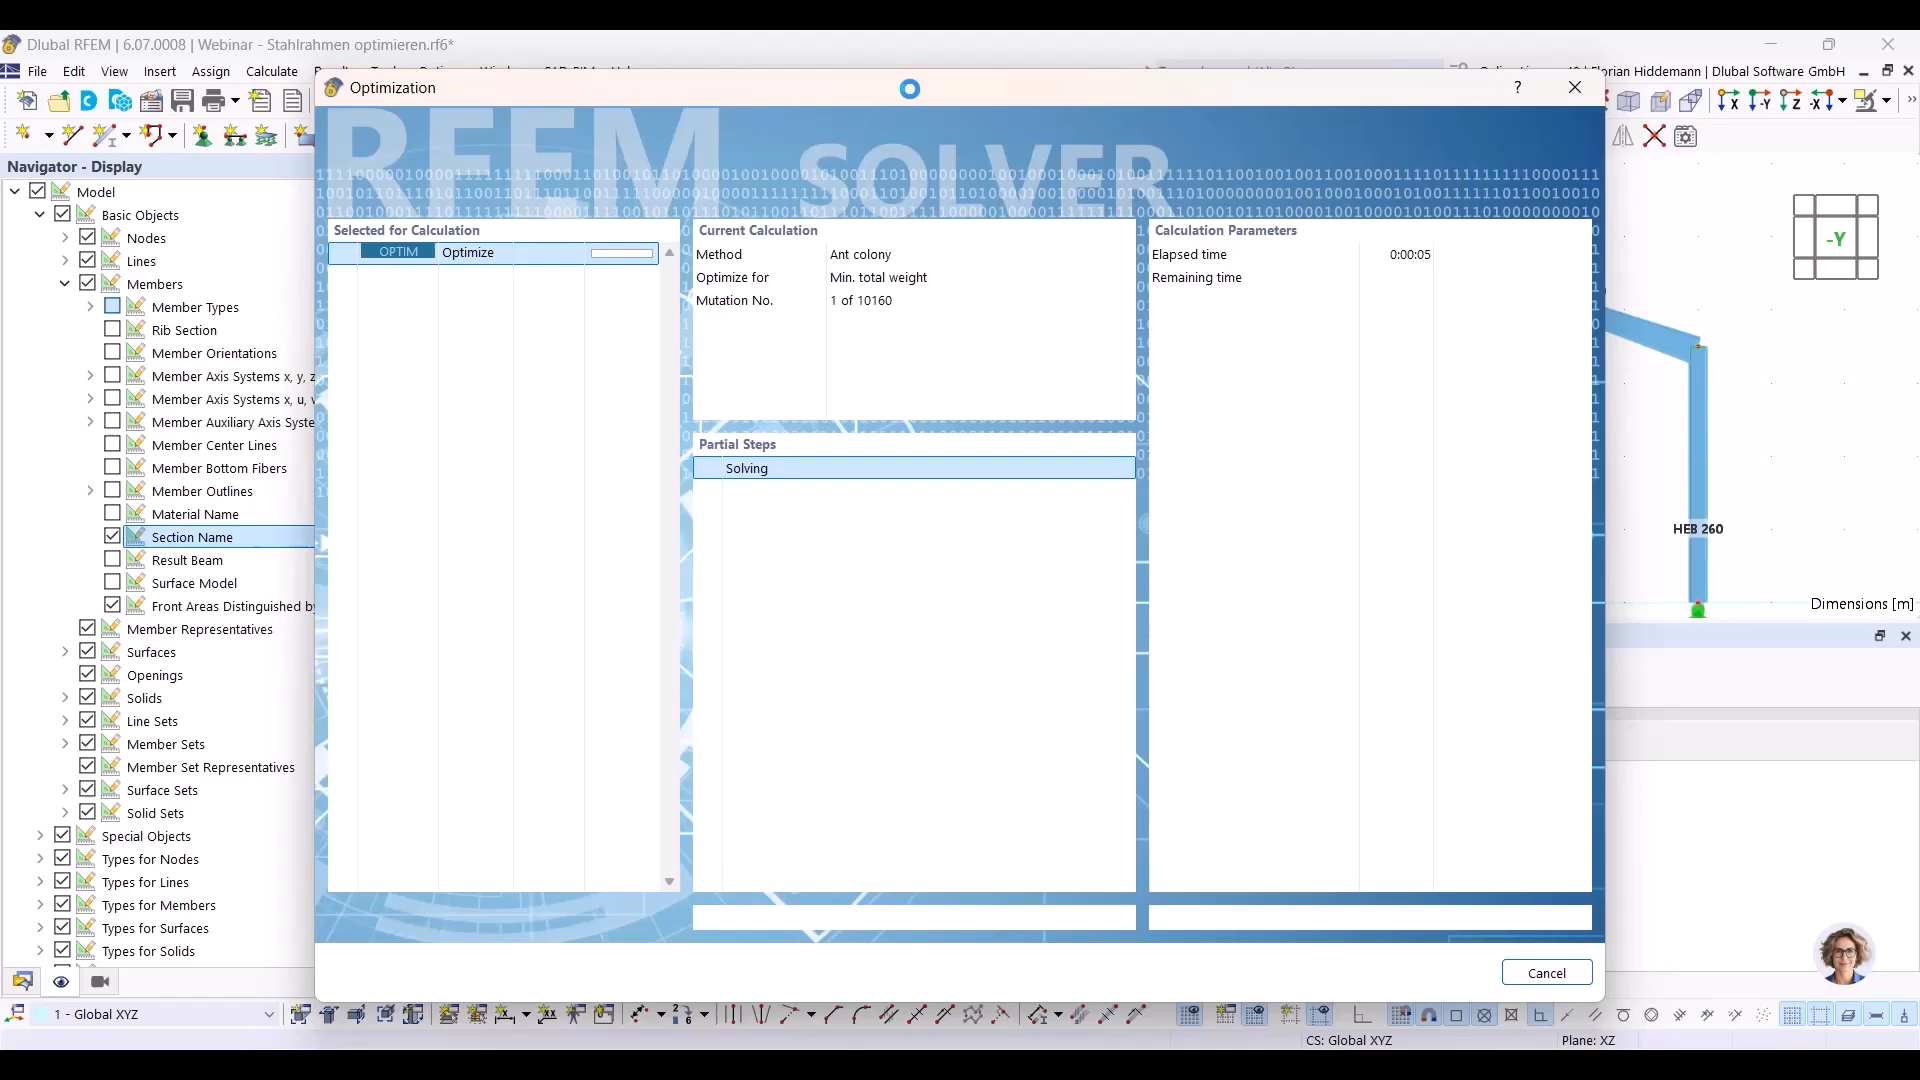 Dlubal RFEM | 6.07.0008 | Webinar - Stahlrahmen optimieren.rf6*
File Edit View Insert Assign Calculate
Florian Hiddemann | Dlubal Software GmbH
Optimization
RFEM SOLVER
Navigator - Display
Model
Basic Objects
Nodes
Lines
Members
Member Types
Rib Section
Member Orientations
Member Axis Systems x, y, z
Member Axis Systems x, u, v
Member Auxiliary Axis Syste
Member Center Lines
Member Bottom Fibers
Member Outlines
Material Name
Section Name
Result Beam
Surface Model
Front Areas Distinguished by
Member Representatives
Surfaces
Openings
Solids
Line Sets
Member Sets
Member Set Representatives
Surface Sets
Solid Sets
Special Objects
Types for Nodes
Types for Lines
Types for Members
Types for Surfaces
Types for Solids
Selected for Calculation
OPTIM Optimize
Current Calculation
Method Ant colony
Optimize for Min. total weight
Mutation No. 1 of 10160
Partial Steps
Solving
Calculation Parameters
Elapsed time 0:00:05
Remaining time
Cancel
-Y
HEB 260
Dimensions [m]
1 - Global XYZ
CS: Global XYZ
Plane: XZ